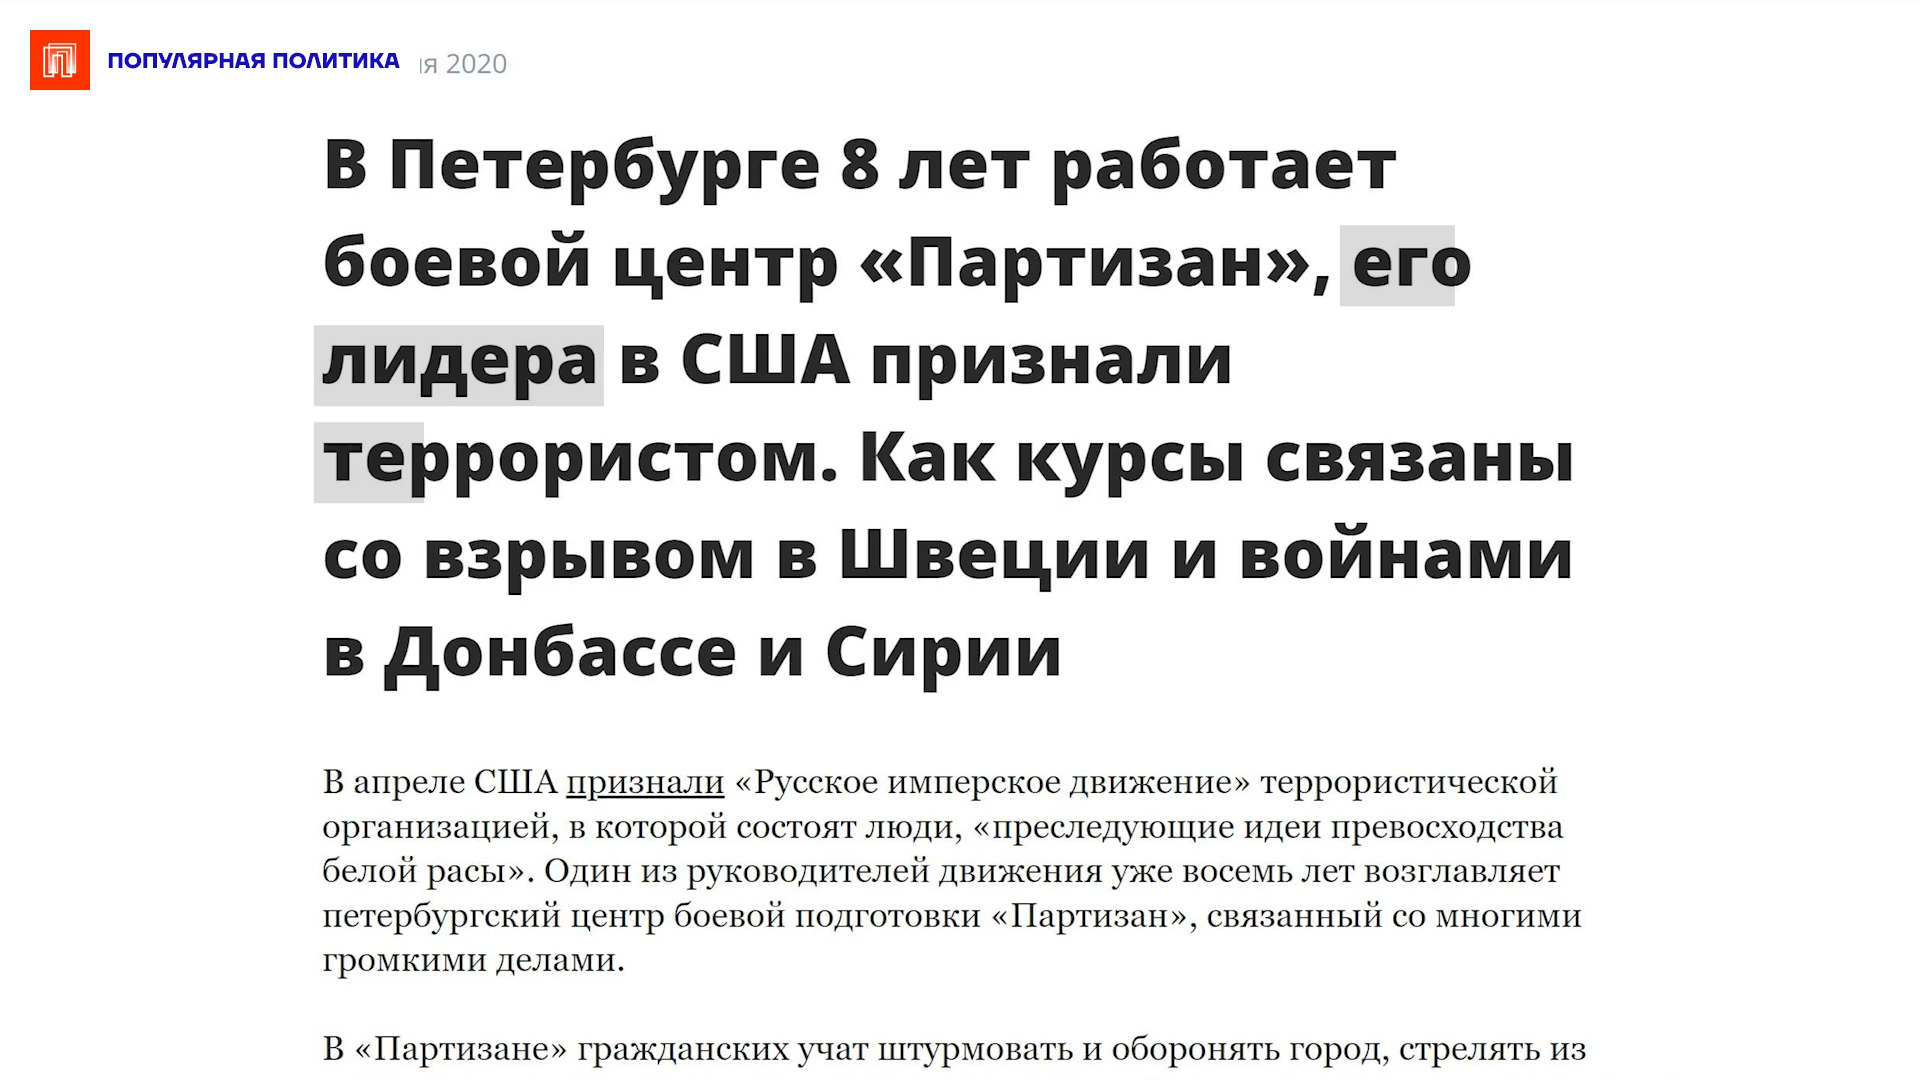 ПОПУЛЯРНАЯ ПОЛИТИКА
я 2020
В Петербурге 8 лет работает
боевой центр «Партизан», его
лидера в США признали
террористом. Как курсы связаны
со взрывом в Швеции и войнами
в Донбассе и Сирии
В апреле США признали «Русское имперское движение» террористической
организацией, в которой состоят люди, «преследующие идеи превосходства
белой расы». Один из руководителей движения уже восемь лет возглавляет
петербургский центр боевой подготовки «Партизан», связанный со многими
громкими делами.
В «Партизане» гражданских учат штурмовать и оборонять город, стрелять из